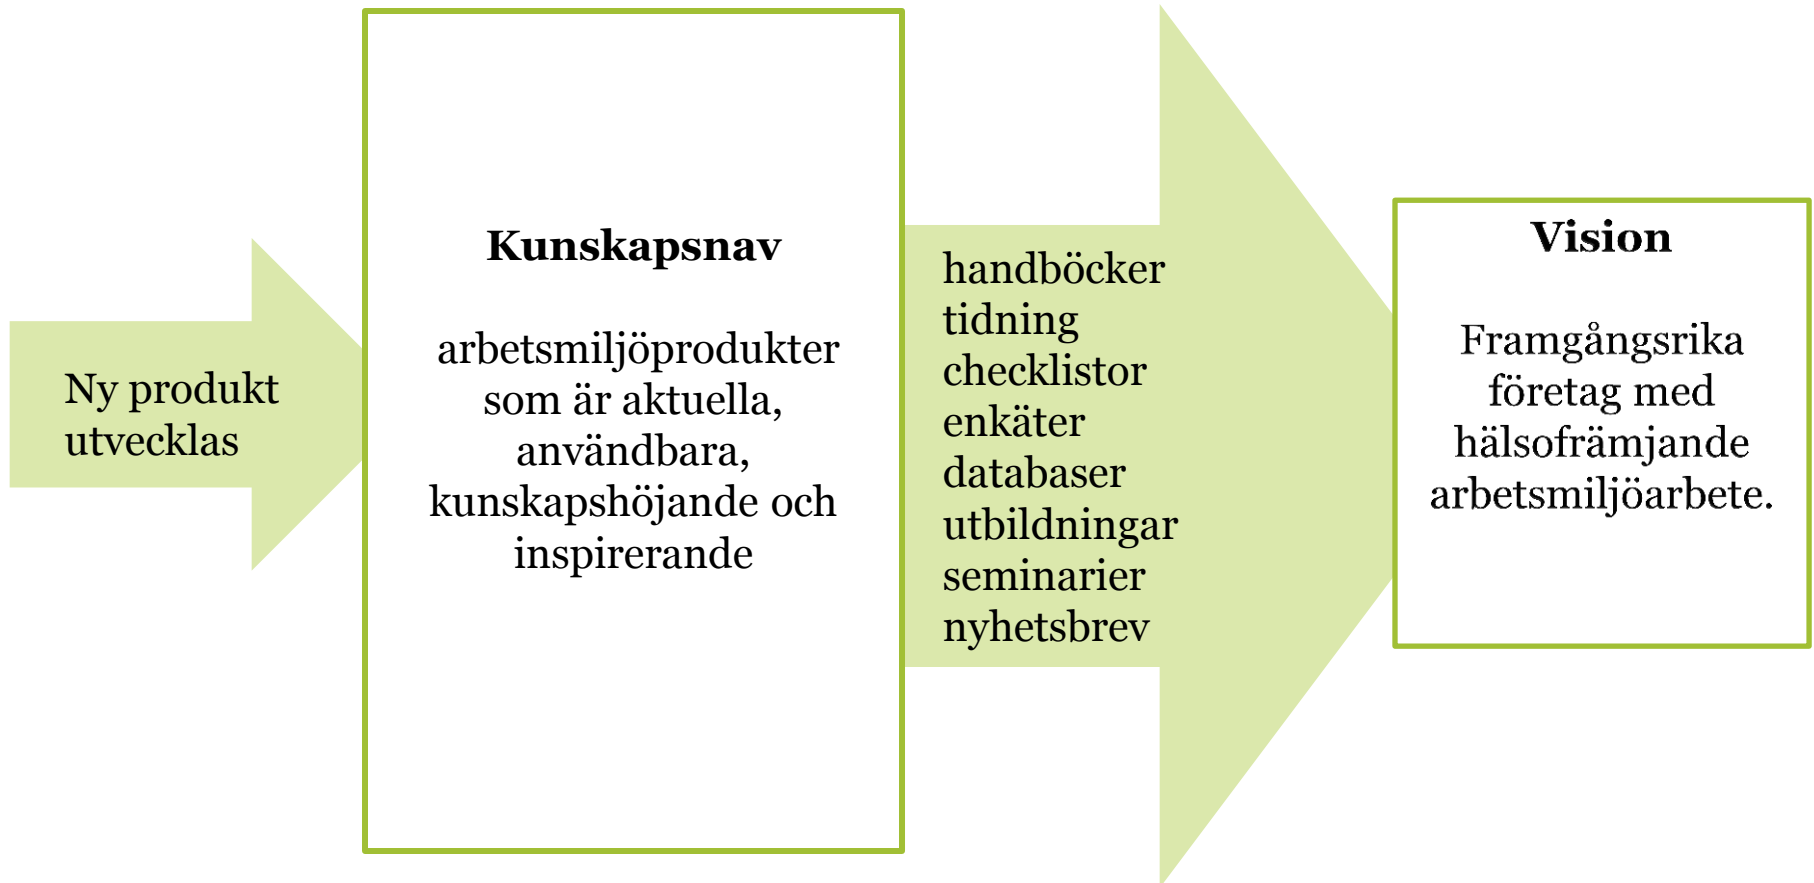 Ny produkt
utvecklas
Kunskapsnav
arbetsmiljöprodukter
som är aktuella,
användbara,
kunskapshöjande och
inspirerande
handböcker
tidning
checklistor
enkäter
databaser
utbildningar
seminarier
nyhetsbrev
Vision
Framgångsrika
företag med
hälsofrämjande
arbetsmiljöarbete.